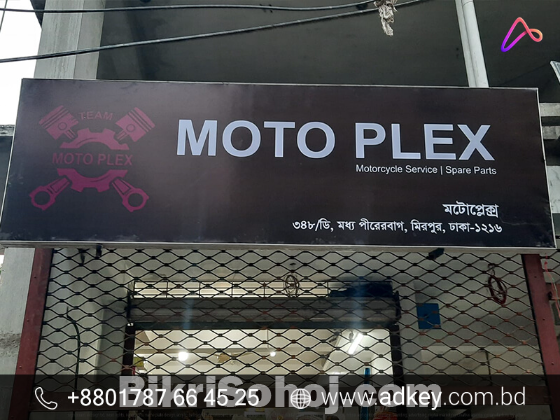 TEAM
MOTO PLEX
MOTO PLEX
Motorcycle Service | Spare Parts
মটোপ্লেক্স
৩৪৮/ডি, মধ্য পীরেরবাগ, মিরপুর, ঢাকা-১২১৬
BikriSohoj.com
+8801787 66 45 25
www.adkey.com.bd